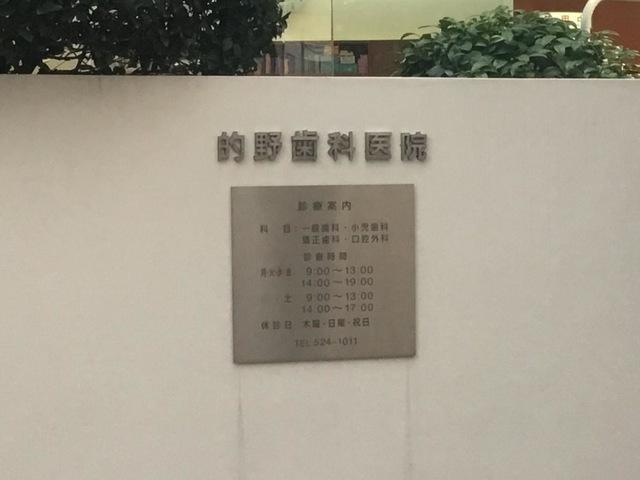 的野歯科医院
診療案内
科目:一般歯科・小児歯科
矯正歯科・口腔外科
診療時間
月火水金 9:00〜13:00
14:00〜19:00
土 9:00〜13:00
14:00〜17:00
休診日 木曜・日曜・祝日
TEL 524-1011